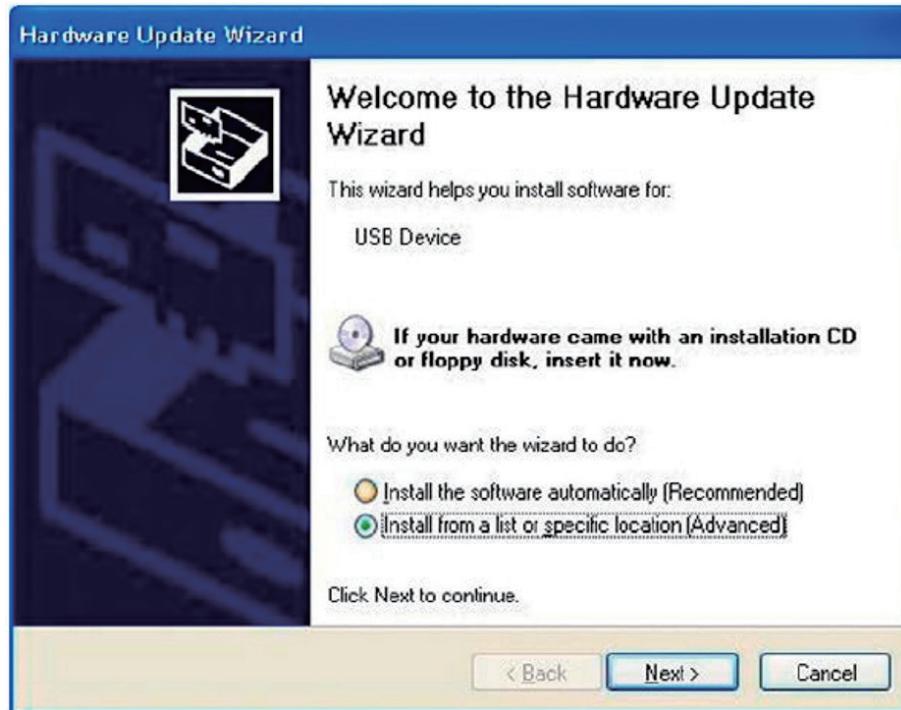 Hardware Update Wizard
Welcome to the Hardware Update
Wizard
This wizard helps you install software for:
USB Device
If your hardware came with an installation CD
or floppy disk, insert it now.
What do you want the wizard to do?
Install the software automatically (Recommended)
Install from a list or specific location (Advanced)
Click Next to continue.
< Back Next > Cancel